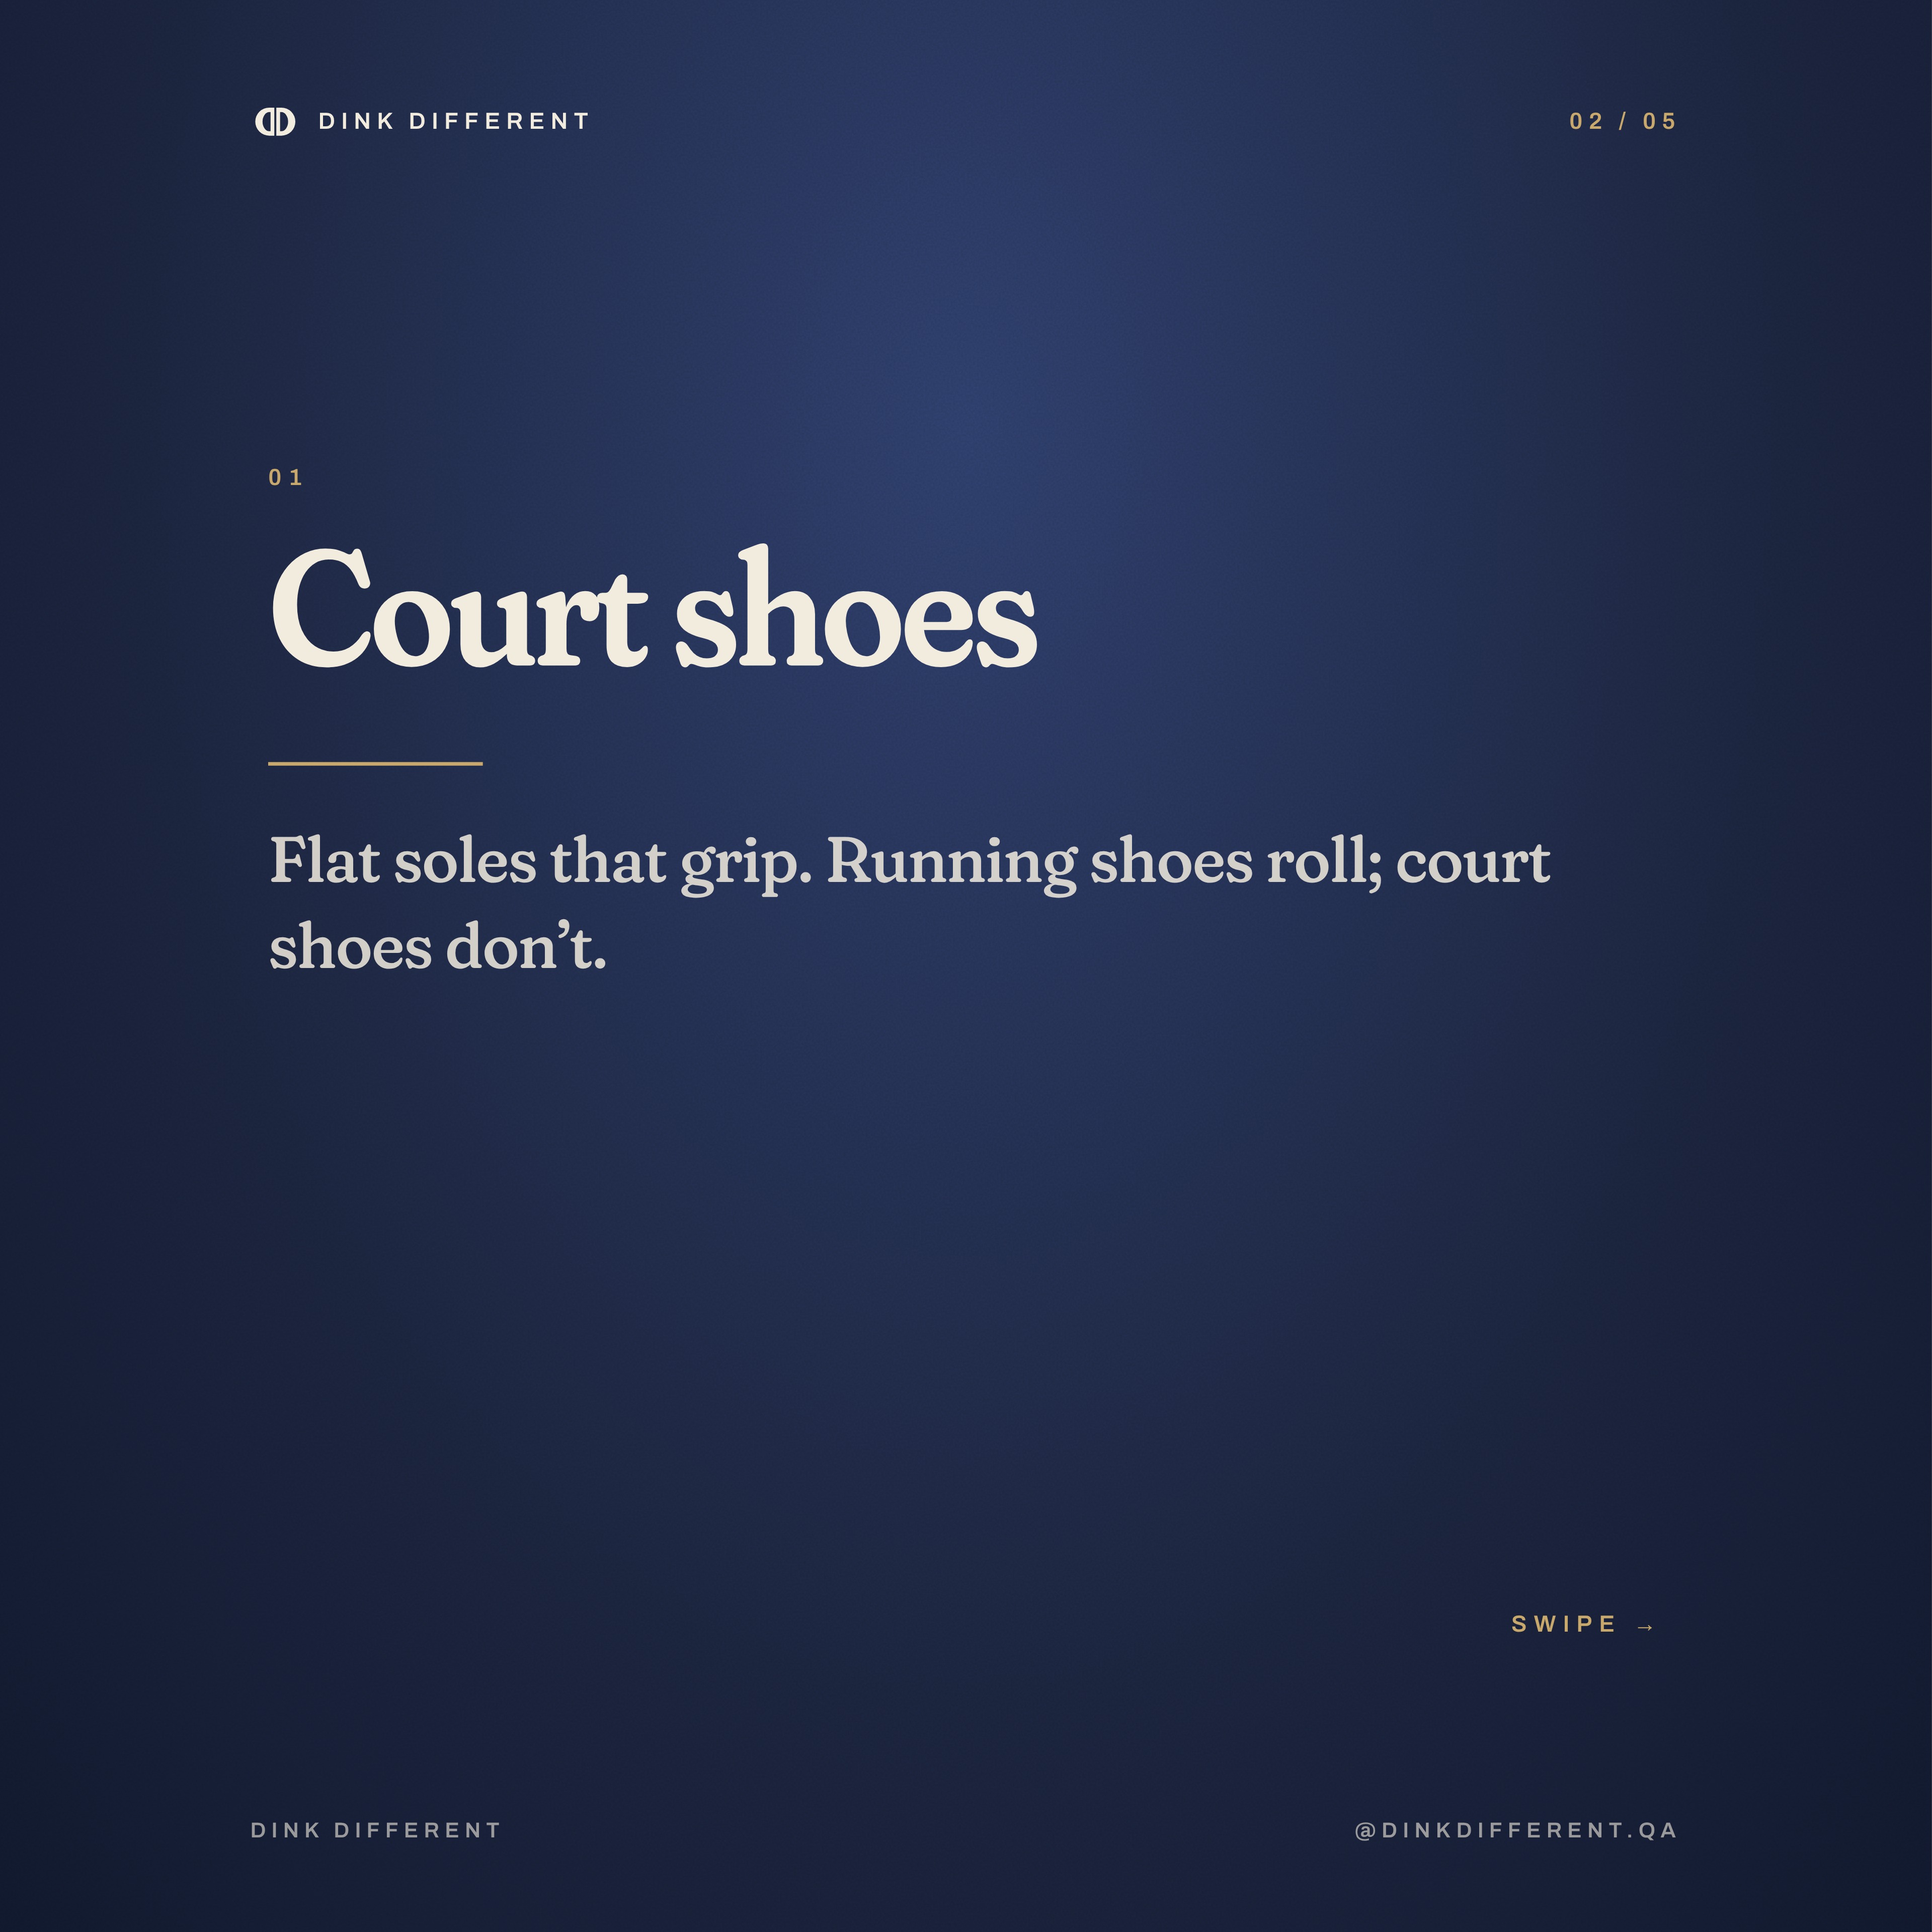 DINK DIFFERENT
02 / 05
01
Court shoes
Flat soles that grip. Running shoes roll; court
shoes don’t.
SWIPE →
DINK DIFFERENT
@DINKDIFFERENT.QA